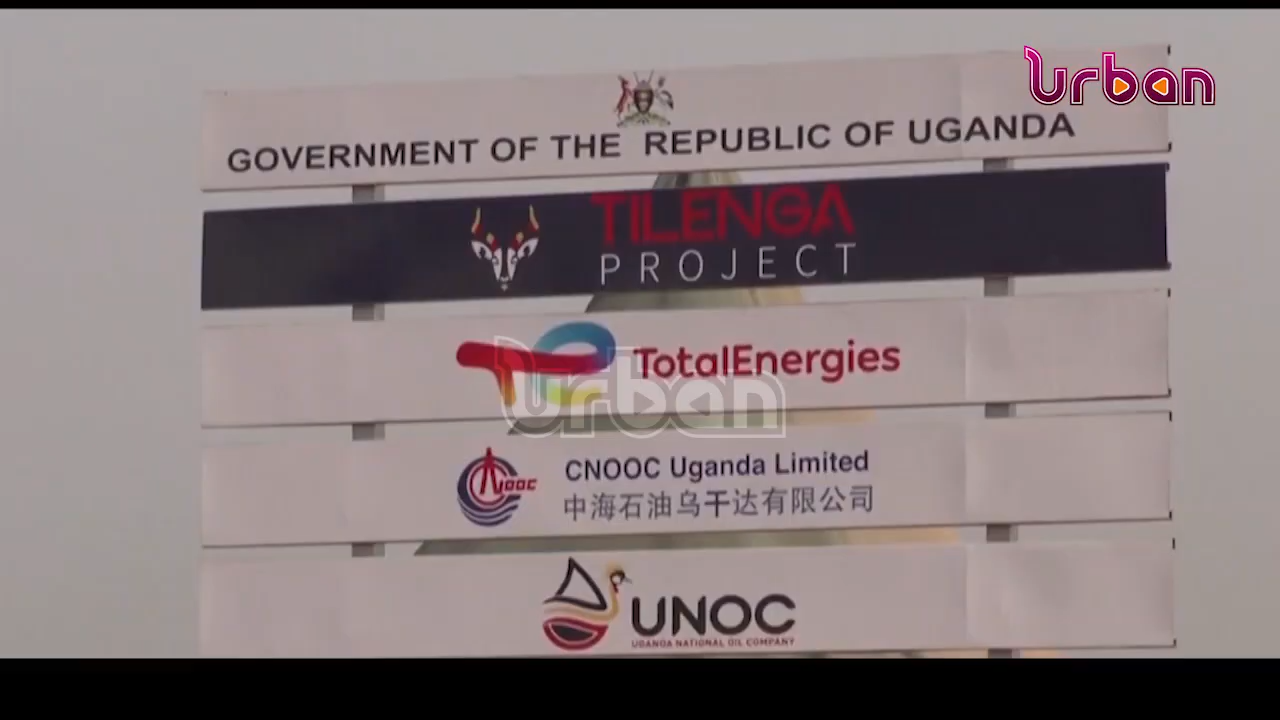 Urban
GOVERNMENT OF THE REPUBLIC OF UGANDA
TILENGA
PROJECT
TotalEnergies
Urban
CNOOC
CNOOC Uganda Limited
中海石油乌干达有限公司
UNOC
UGANDA NATIONAL OIL COMPANY